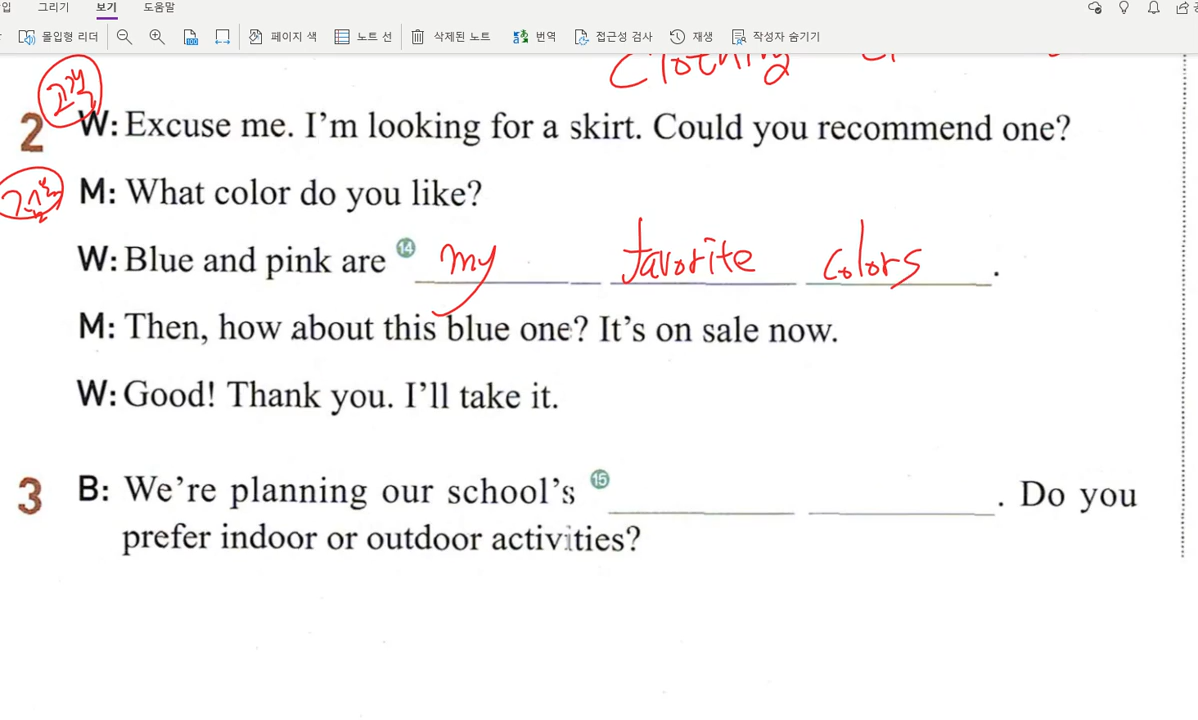 입 그리기 보기 도움말
몰입형 리더 페이지 색 노트 선 삭제된 노트 번역 접근성 검사 재생 작성자 숨기기
Clothing
고객
2 W: Excuse me. I'm looking for a skirt. Could you recommend one?
M: What color do you like?
W: Blue and pink are 14 my favorite colors.
M: Then, how about this blue one? It's on sale now.
W: Good! Thank you. I'll take it.
3 B: We're planning our school's 15 . Do you
prefer indoor or outdoor activities?